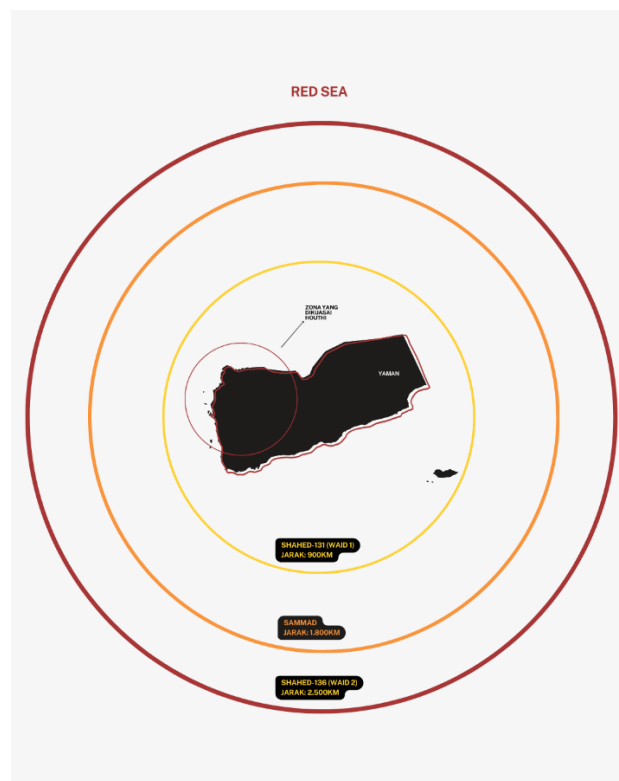 RED SEA
ZONA YANG
DIKUASAI
HOUTHI
YAMAN
SHAHED-131 (WAID 1)
JARAK: 900KM
SAMMAD
JARAK: 1.800KM
SHAHED-136 (WAID 2)
JARAK: 2.500KM